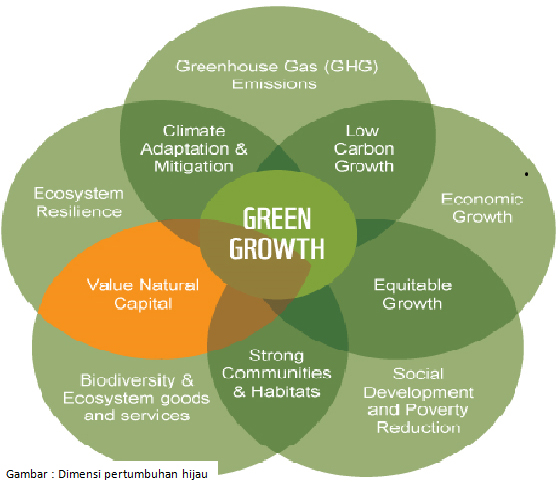 Greenhouse Gas (GHG)
Emissions
Climate
Adaptation &
Mitigation
Low
Carbon
Growth
Ecosystem
Resilience
Economic
Growth
GREEN
GROWTH
Value Natural
Capital
Equitable
Growth
Strong
Communities
& Habitats
Biodiversity &
Ecosystem goods
and services
Social
Development
and Poverty
Reduction
Gambar : Dimensi pertumbuhan hijau